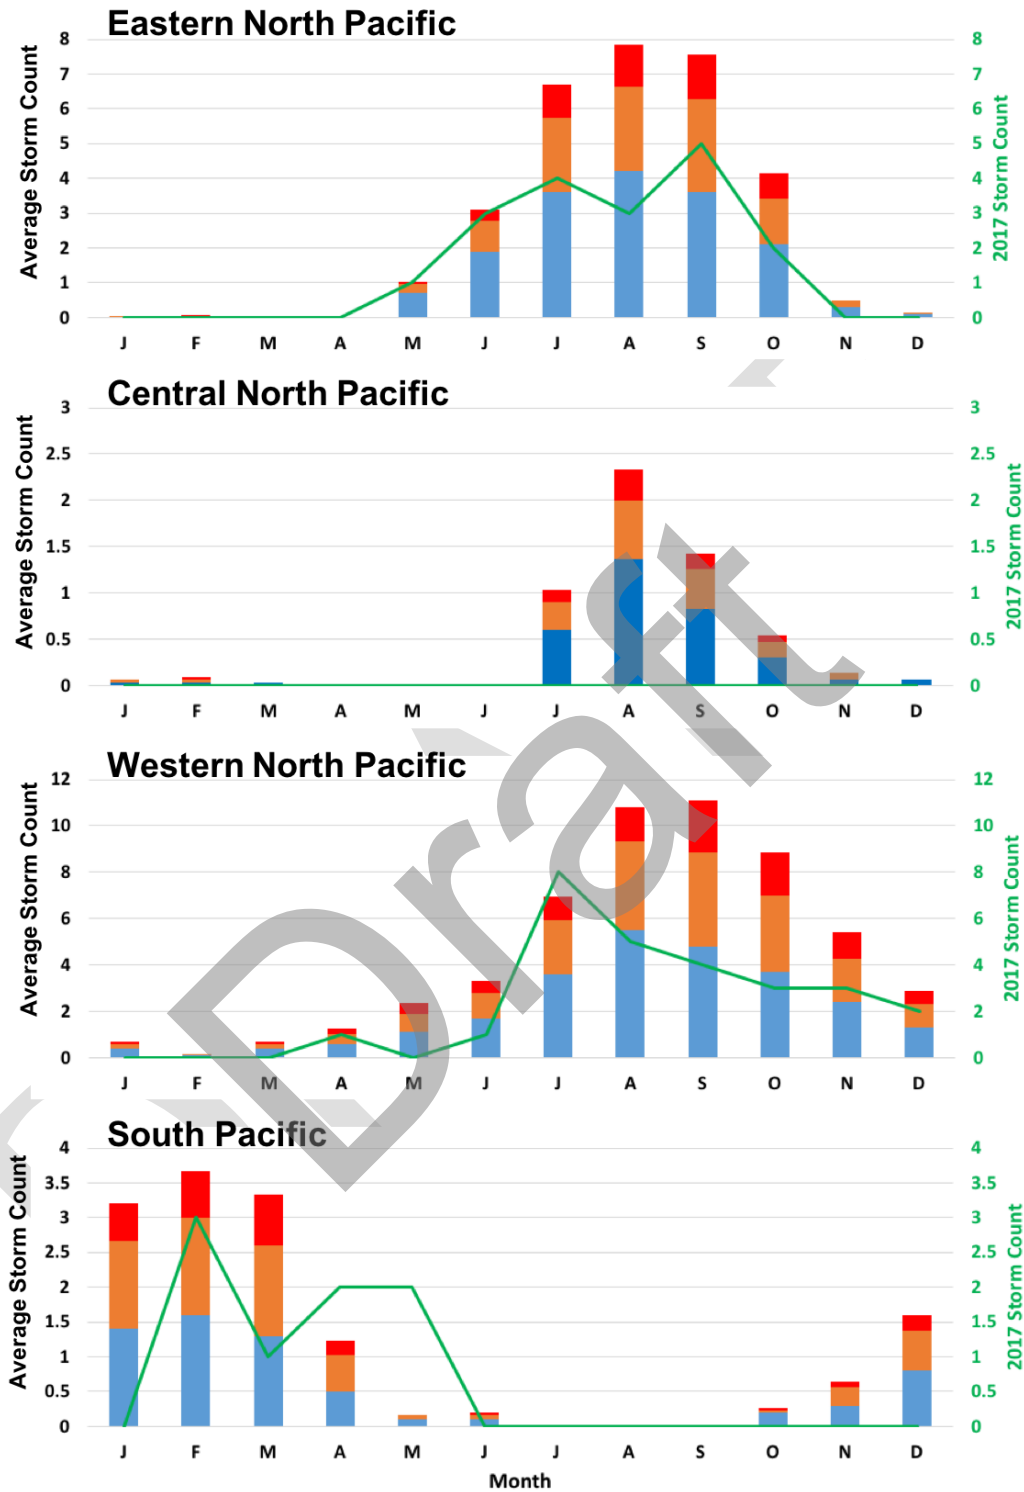 Eastern North Pacific
Average Storm Count
8 7 6 5 4 3 2 1 0
2017 Storm Count
8 7 6 5 4 3 2 1 0
J F M A M J J A S O N D
Central North Pacific
Average Storm Count
3 2.5 2 1.5 1 0.5 0
2017 Storm Count
3 2.5 2 1.5 1 0.5 0
J F M A M J J A S O N D
Western North Pacific
Average Storm Count
12 10 8 6 4 2 0
2017 Storm Count
12 10 8 6 4 2 0
J F M A M J J A S O N D
South Pacific
Average Storm Count
4 3.5 3 2.5 2 1.5 1 0.5 0
2017 Storm Count
4 3.5 3 2.5 2 1.5 1 0.5 0
J F M A M J J A S O N D
Month
Draft